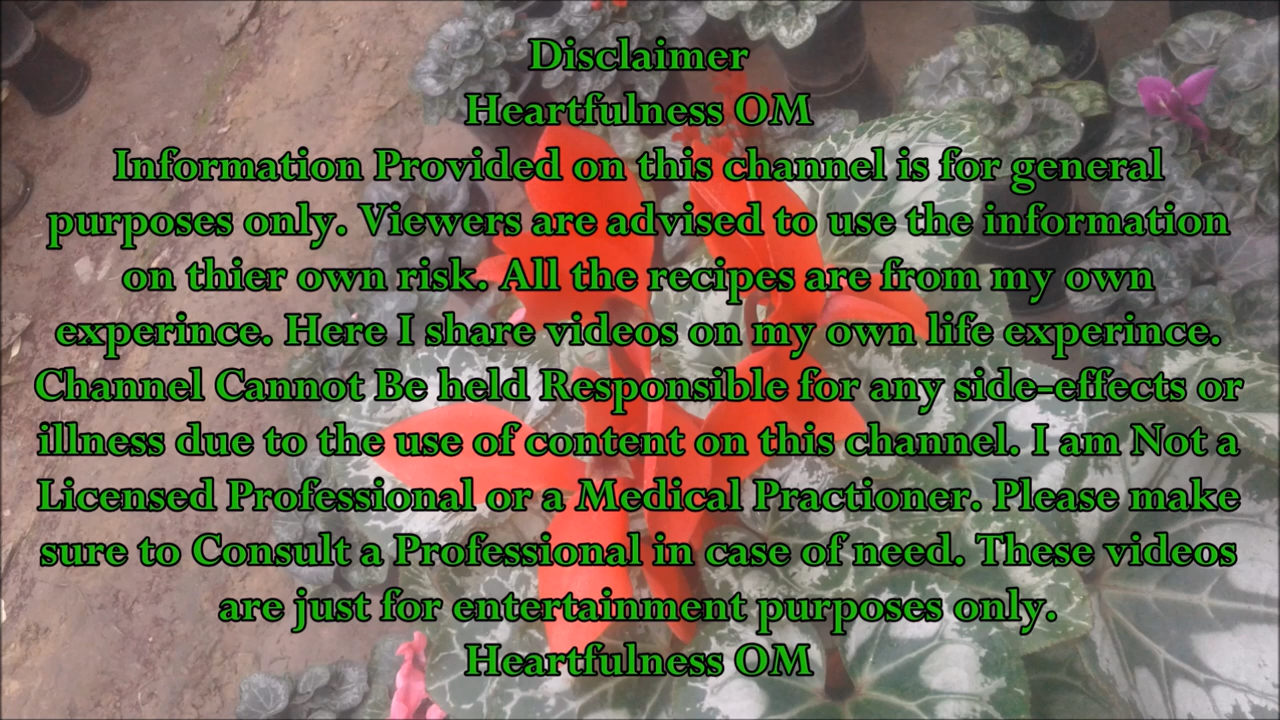 Disclaimer
Heartfulness OM
Information Provided on this channel is for general
purposes only. Viewers are advised to use the information
on thier own risk. All the recipes are from my own
experince. Here I share videos on my own life experince.
Channel Cannot Be held Responsible for any side-effects or
illness due to the use of content on this channel. I am Not a
Licensed Professional or a Medical Practioner. Please make
sure to Consult a Professional in case of need. These videos
are just for entertainment purposes only.
Heartfulness OM